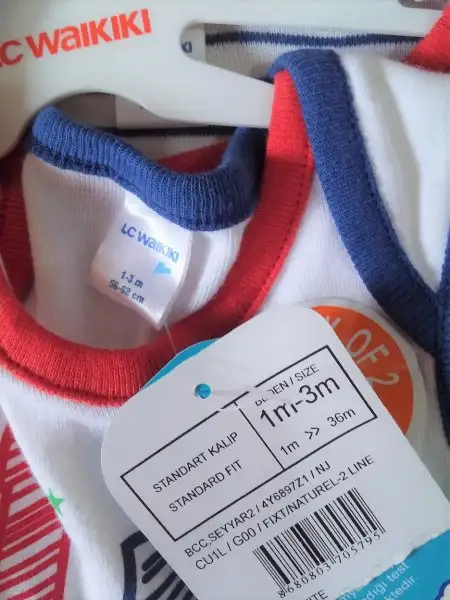 LC WAIKIKI
LC WAIKIKI
1-3 m
56-62 cm
OF 2
BEDEN / SIZE
1m-3m
1m >> 36m
STANDART KALIP
STANDARD FIT
BCC,SEYYAR2 / 4Y6897Z1 / NJ
CU1L / G00 / FIXT/NATUREL-2 LINE
8680803705795
test